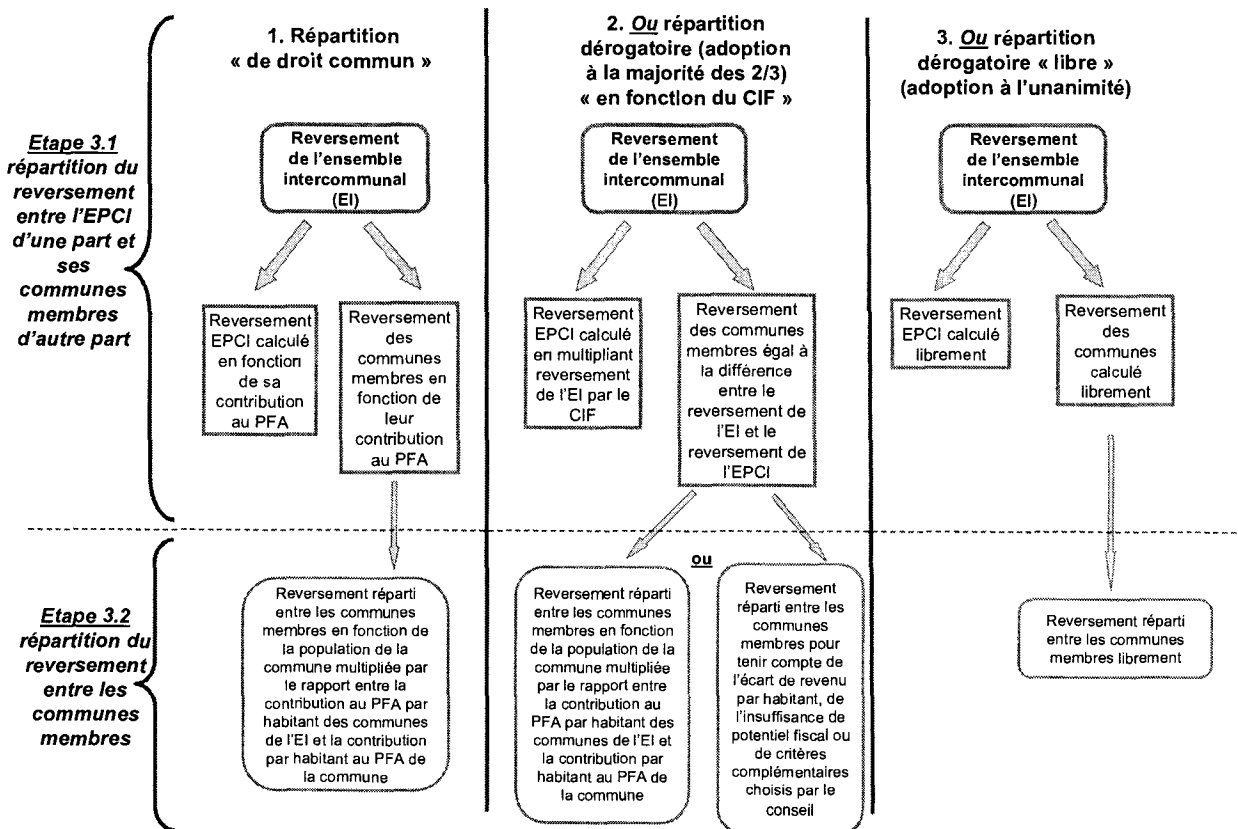 1. Répartition
« de droit commun »
2. Ou répartition
dérogatoire (adoption
à la majorité des 2/3)
« en fonction du CIF »
3. Ou répartition
dérogatoire « libre »
(adoption à l'unanimité)
Etape 3.1
répartition du
reversement
entre l'EPCI
d'une part et
ses
communes
membres
d'autre part
Reversement
de l'ensemble
intercommunal
(EI)
Reversement
de l'ensemble
intercommunal
(EI)
Reversement
de l'ensemble
intercommunal
(EI)
Reversement
EPCI calculé
en fonction
de sa
contribution
au PFA
Reversement
des
communes
membres en
fonction de
leur
contribution
au PFA
Reversement
EPCI calculé
en multipliant
reversement
de l'EI par le
CIF
Reversement
des communes
membres égal à
la différence
entre le
reversement de
l'EI et le
reversement de
l'EPCI
Reversement
EPCI calculé
librement
Reversement
des
communes
calculé
librement
Etape 3.2
répartition du
reversement
entre les
communes
membres
Reversement réparti
entre les communes
membres en fonction de
la population de la
commune multipliée par
le rapport entre la
contribution au PFA par
habitant des communes
de l'EI et la contribution
par habitant au PFA de
la commune
Reversement réparti
entre les communes
membres en fonction
de la population de la
commune multipliée
par le rapport entre
la contribution au
PFA par habitant des
communes de l'EI et
la contribution par
habitant au PFA de
la commune
ou
Reversement
réparti entre les
communes
membres pour
tenir compte de
l'écart de revenu
par habitant, de
l'insuffisance de
potentiel fiscal ou
de critères
complémentaires
choisis par le
conseil
Reversement réparti
entre les communes
membres librement